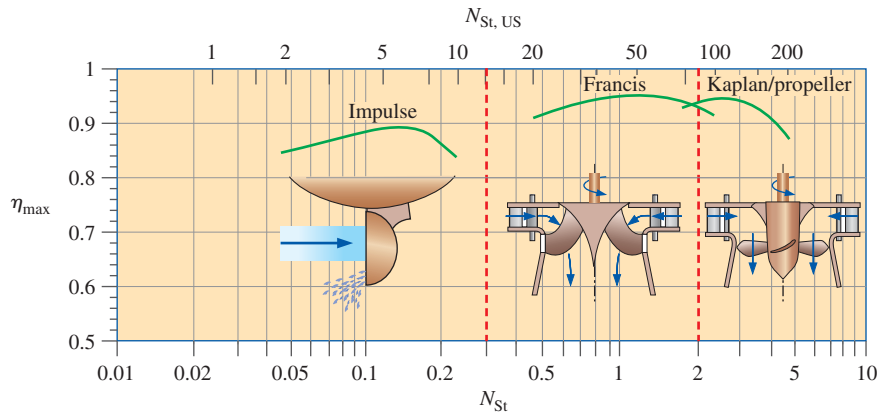 N_St, US
1 2 5 10 20 50 100 200
1
0.9
0.8
0.7
0.6
0.5
η_max
Impulse
Francis
Kaplan/propeller
0.01 0.02 0.05 0.1 0.2 0.5 1 2 5 10
N_St